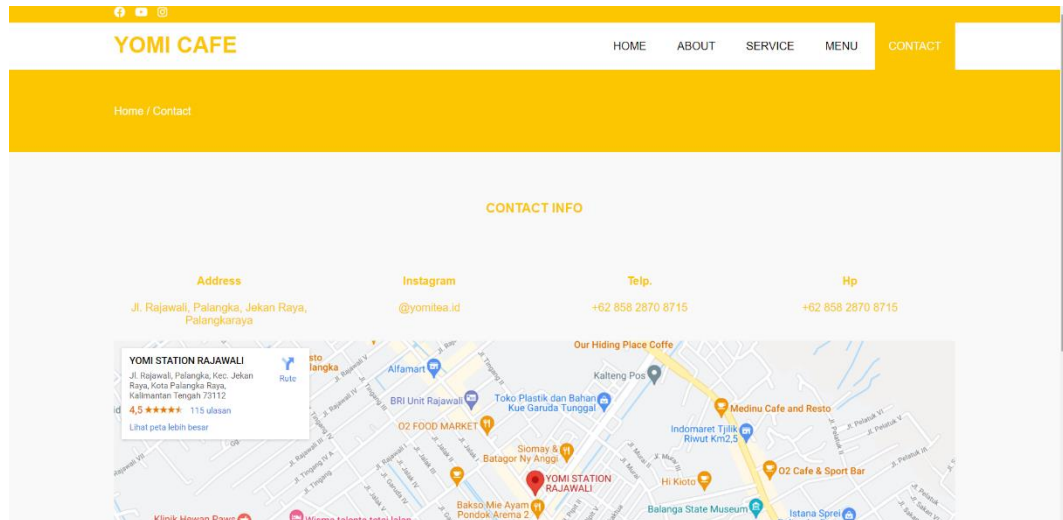 YOMI CAFE
HOME
ABOUT
SERVICE
MENU
CONTACT
Home / Contact
CONTACT INFO
Address
Instagram
Telp.
Hp
Jl. Rajawali, Palangka, Jekan Raya,
Palangkaraya
@yomitea.id
+62 858 2870 8715
+62 858 2870 8715
YOMI STATION RAJAWALI
Jl. Rajawali, Palangka, Kec. Jekan
Raya, Kota Palangka Raya,
Kalimantan Tengah 73112
Rute
4,5
115 ulasan
Lihat peta lebih besar
Our Hiding Place Coffe
Alfamart
Kalteng Pos
BRI Unit Rajawali
Toko Plastik dan Bahan
Kue Garuda Tunggal
Medinu Cafe and Resto
O2 FOOD MARKET
Indomaret Tjilik
Riwut Km2,5
Siomay &
Batagor Ny Anggi
YOMI STATION
RAJAWALI
Hi Kioto
O2 Cafe & Sport Bar
Bakso Mie Ayam
Pondok Arema 2
Balanga State Museum
Istana Sprei
Klinik Hewan Paws